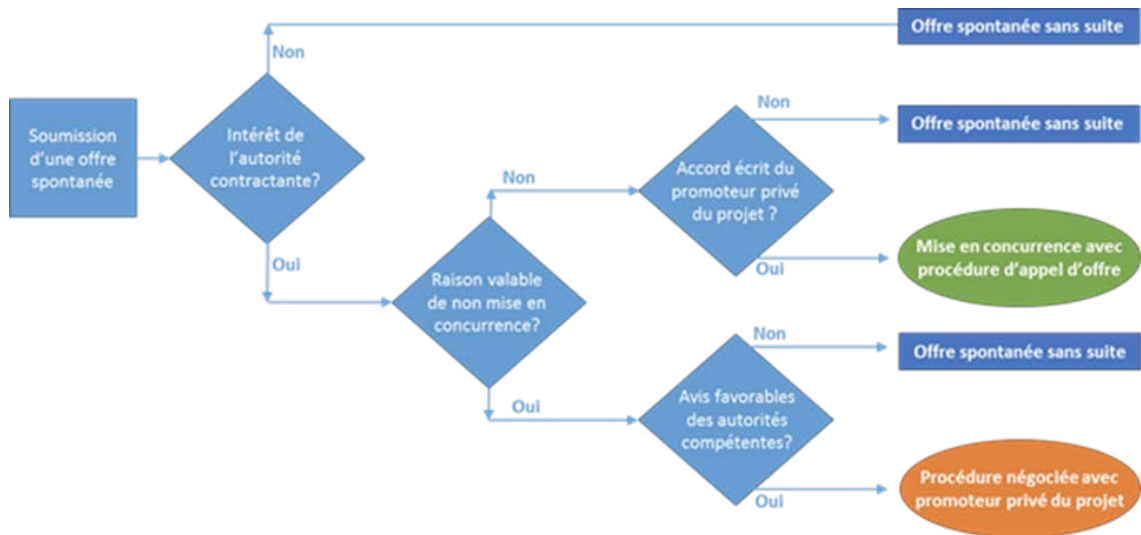 Offre spontanée sans suite
Non
Soumission
d'une offre
spontanée
Intérêt de
l'autorité
contractante?
Non
Offre spontanée sans suite
Accord écrit du
promoteur privé
du projet ?
Non
Oui
Mise en concurrence avec
procédure d'appel d'offre
Oui
Raison valable
de non mise en
concurrence?
Non
Offre spontanée sans suite
Oui
Avis favorables
des autorités
compétentes?
Oui
Procédure négociée avec
promoteur privé du projet